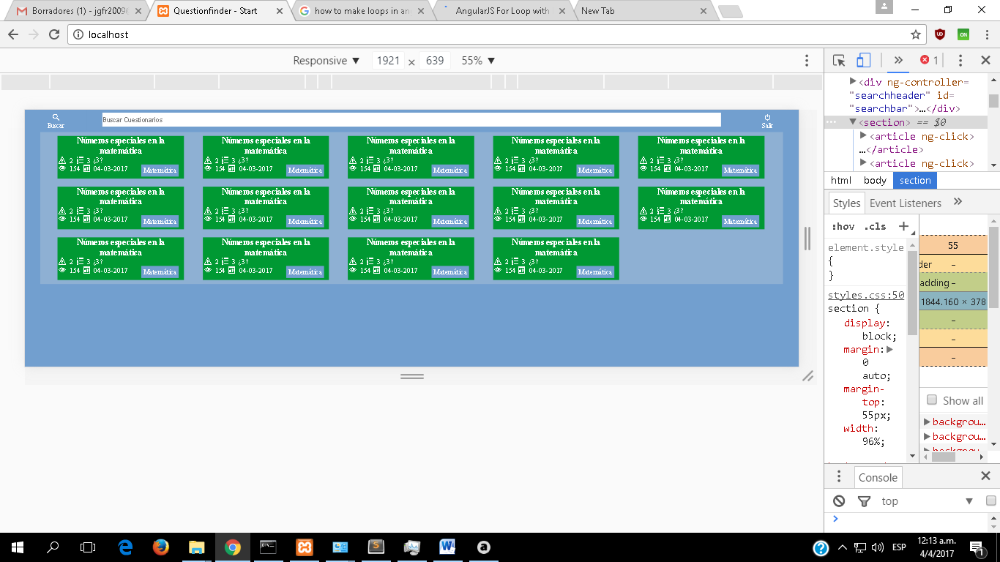 Borradores (1) - jgfr2009@
Questionfinder - Start
how to make loops in an
AngularJS For Loop with
New Tab
localhost
ON
Responsive ▼ 1921 × 639 55% ▼
1
<div ng-controller=
"searchheader" id=
"searchbar">…</div>
<section> == $0
<article ng-click>
…</article>
<article ng-click>
html body section
Styles Event Listeners »
:hov .cls +
element.style
{
}
styles.css:50
section {
display:
block;
margin:
0
auto;
margin-
top:
55px;
width:
96%;
55
der –
–
adding –
1844.160 × 378
–
–
–
Show all
backgrou…
backgrou…
backgrou…
Console
top ▼
Buscar
Buscar Cuestionarios
Salir
Números especiales en la
matemática
2 3 ¿3?
154 04-03-2017 Matemática
Números especiales en la
matemática
2 3 ¿3?
154 04-03-2017 Matemática
Números especiales en la
matemática
2 3 ¿3?
154 04-03-2017 Matemática
Números especiales en la
matemática
2 3 ¿3?
154 04-03-2017 Matemática
Números especiales en la
matemática
2 3 ¿3?
154 04-03-2017 Matemática
Números especiales en la
matemática
2 3 ¿3?
154 04-03-2017 Matemática
Números especiales en la
matemática
2 3 ¿3?
154 04-03-2017 Matemática
Números especiales en la
matemática
2 3 ¿3?
154 04-03-2017 Matemática
Números especiales en la
matemática
2 3 ¿3?
154 04-03-2017 Matemática
Números especiales en la
matemática
2 3 ¿3?
154 04-03-2017 Matemática
Números especiales en la
matemática
2 3 ¿3?
154 04-03-2017 Matemática
Números especiales en la
matemática
2 3 ¿3?
154 04-03-2017 Matemática
Números especiales en la
matemática
2 3 ¿3?
154 04-03-2017 Matemática
Números especiales en la
matemática
2 3 ¿3?
154 04-03-2017 Matemática
ESP
12:13 a.m.
4/4/2017
1